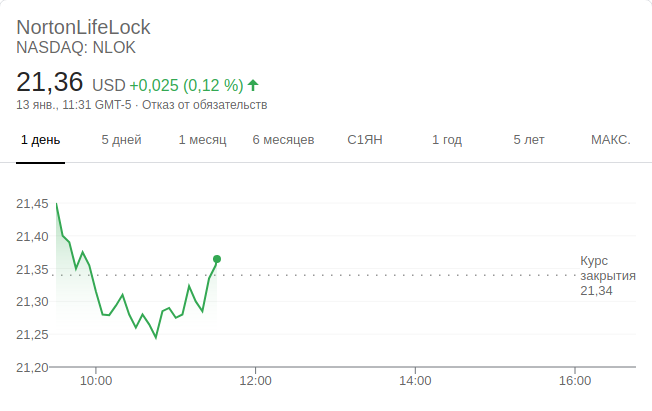 NortonLifeLock
NASDAQ: NLOK
21,36 USD +0,025 (0,12 %)
13 янв., 11:31 GMT-5 · Отказ от обязательств
1 день 5 дней 1 месяц 6 месяцев С1ЯН 1 год 5 лет МАКС.
21,45
21,40
21,35
21,30
21,25
21,20
Курс
закрытия
21,34
10:00 12:00 14:00 16:00